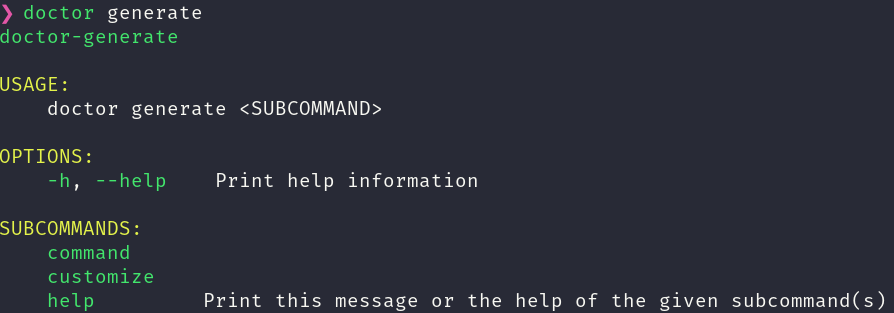 ❯ doctor generate
doctor-generate
USAGE:
    doctor generate <SUBCOMMAND>
OPTIONS:
    -h, --help    Print help information
SUBCOMMANDS:
    command
    customize
    help         Print this message or the help of the given subcommand(s)